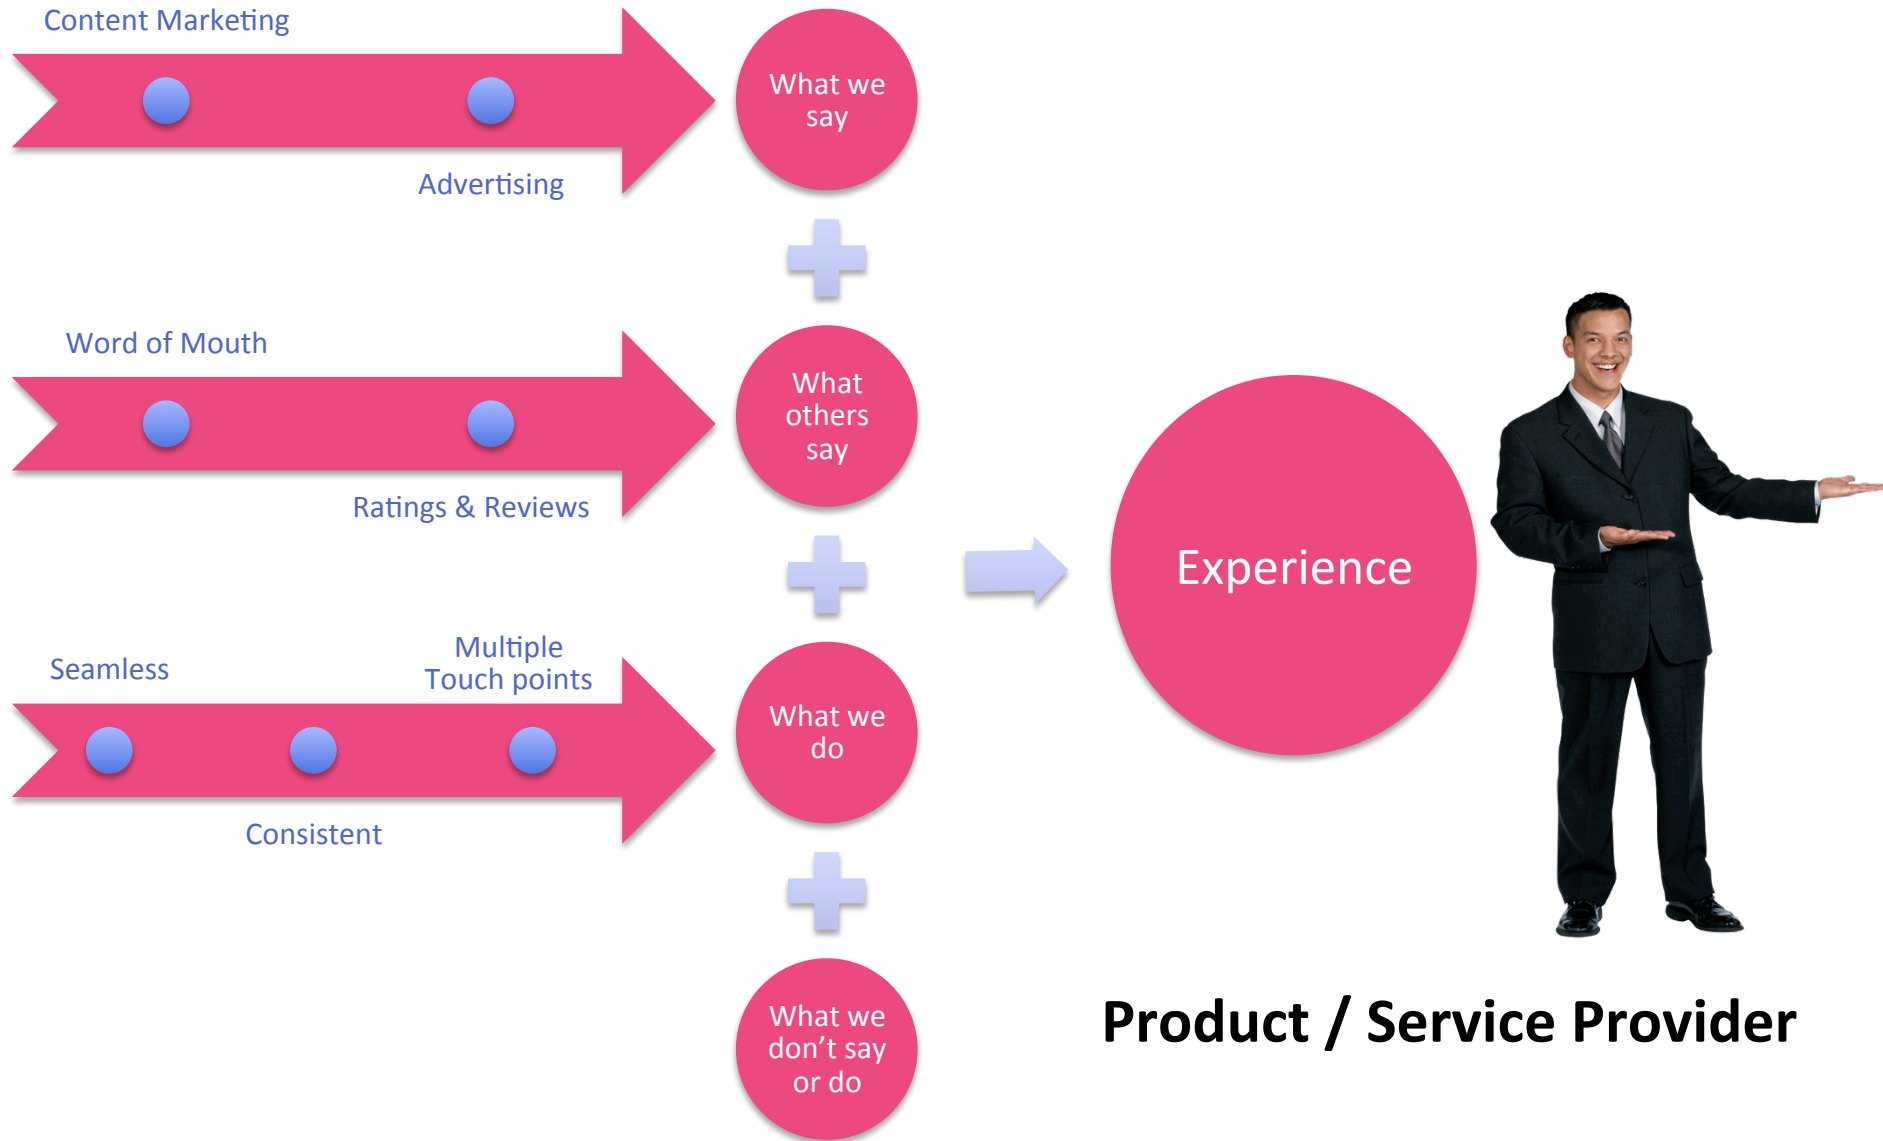 Content Marketing
What we
say
Advertising
Word of Mouth
What
others
say
Ratings & Reviews
Experience
Multiple
Touch points
Seamless
What we
do
Consistent
What we
don’t say
or do
Product / Service Provider